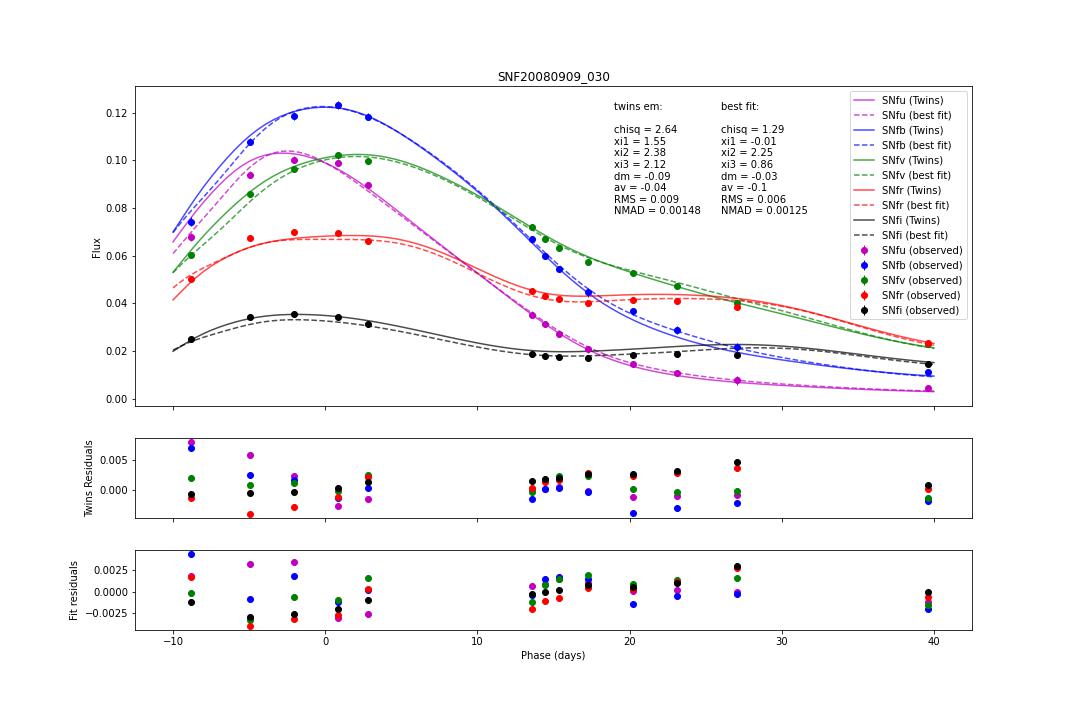 SNF20080909_030
Flux
0.12
0.10
0.08
0.06
0.04
0.02
0.00
twins em:
chisq = 2.64
xi1 = 1.55
xi2 = 2.38
xi3 = 2.12
dm = -0.09
av = -0.04
RMS = 0.009
NMAD = 0.00148
best fit:
chisq = 1.29
xi1 = -0.01
xi2 = 2.25
xi3 = 0.86
dm = -0.03
av = -0.1
RMS = 0.006
NMAD = 0.00125
SNfu (Twins)
SNfu (best fit)
SNfb (Twins)
SNfb (best fit)
SNfv (Twins)
SNfv (best fit)
SNfr (Twins)
SNfr (best fit)
SNfi (Twins)
SNfi (best fit)
SNfu (observed)
SNfb (observed)
SNfv (observed)
SNfr (observed)
SNfi (observed)
Twins Residuals
0.005
0.000
Fit residuals
0.0025
0.0000
−0.0025
−10
0
10
20
30
40
Phase (days)